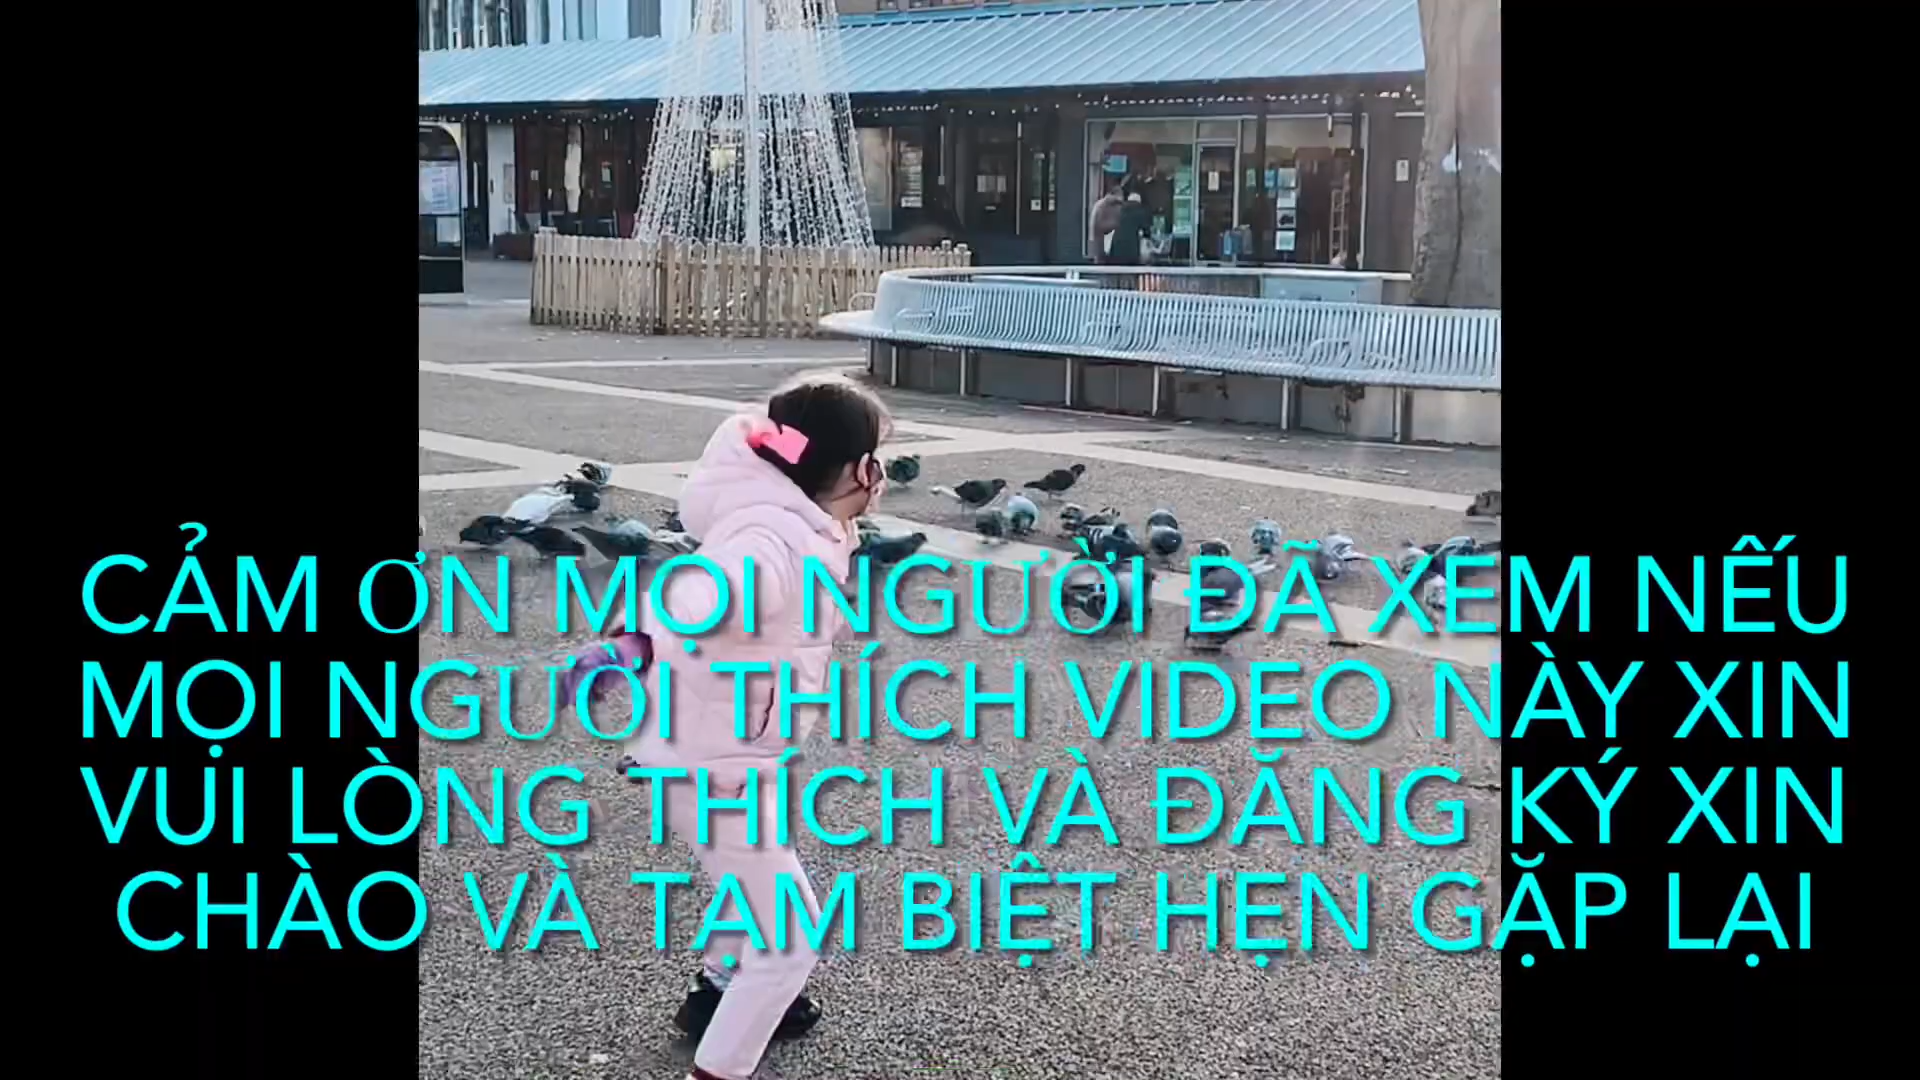 CẢM ƠN MỌI NGƯỜI ĐÃ XEM NẾU
MỌI NGƯỜI THÍCH VIDEO NÀY XIN
VUI LÒNG THÍCH VÀ ĐĂNG KÝ XIN
CHÀO VÀ TẠM BIỆT HẸN GẶP LẠI